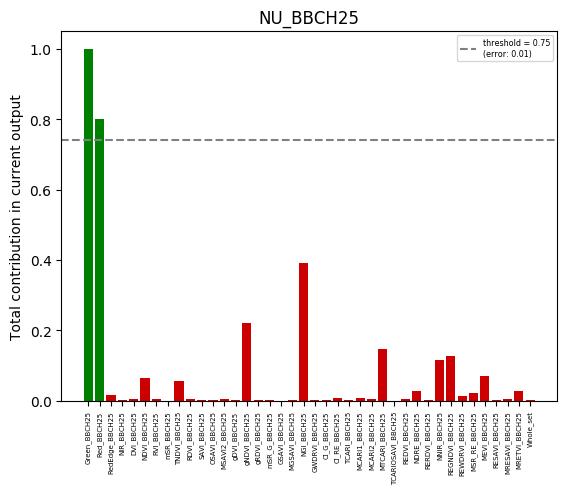 NU_BBCH25
threshold = 0.75
(error: 0.01)
Total contribution in current output
1.0
0.8
0.6
0.4
0.2
0.0
Green_BBCH25
Red_BBCH25
RedEdge_BBCH25
NIR_BBCH25
DVI_BBCH25
NDVI_BBCH25
RVI_BBCH25
mSR_BBCH25
TNDVI_BBCH25
RDVI_BBCH25
SAVI_BBCH25
OSAVI_BBCH25
MSAVI2_BBCH25
gDVI_BBCH25
gNDVI_BBCH25
gRDVI_BBCH25
mSR_G_BBCH25
GSAVI_BBCH25
MGSAVI_BBCH25
NGI_BBCH25
GWDRVI_BBCH25
CI_G_BBCH25
CI_RE_BBCH25
TCARI_BBCH25
MCARI1_BBCH25
MCARI2_BBCH25
MTCARI_BBCH25
TCARIOSAVI_BBCH25
REDVI_BBCH25
NDRE_BBCH25
RERDVI_BBCH25
NNIR_BBCH25
REGNDVI_BBCH25
REWDRVI_BBCH25
MSR_RE_BBCH25
MEVI_BBCH25
RESAVI_BBCH25
MRESAVI_BBCH25
MRETVI_BBCH25
Whole_set